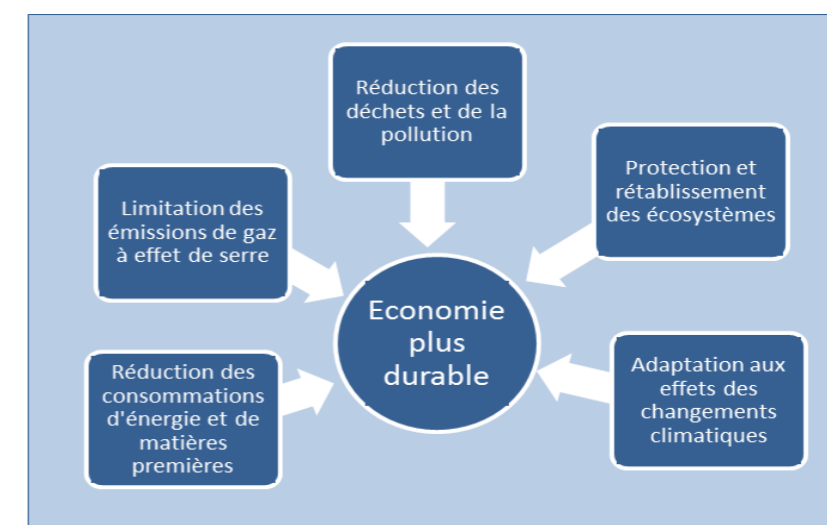 Réduction des
déchets et de la
pollution
Protection et
rétablissement
des écosystèmes
Limitation des
émissions de gaz
à effet de serre
Economie
plus
durable
Réduction des
consommations
d'énergie et de
matières
premières
Adaptation aux
effets des
changements
climatiques